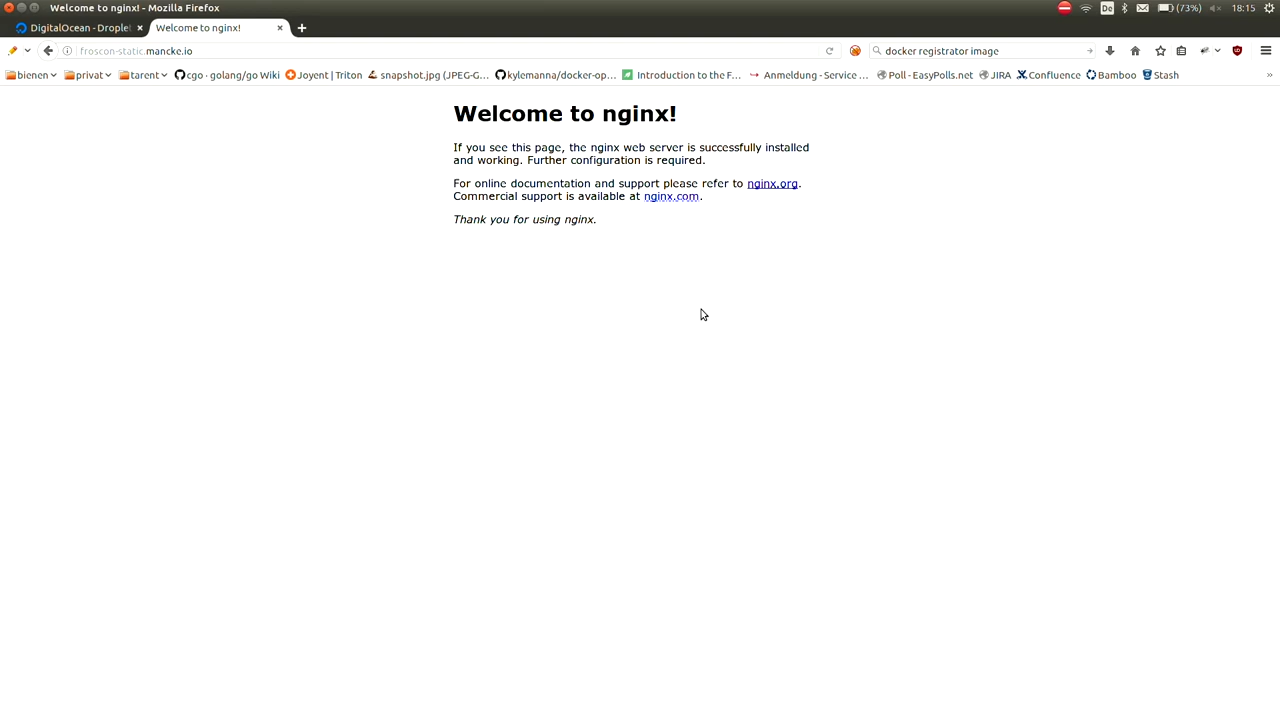 Welcome to nginx! - Mozilla Firefox
De
(73%)
18:15
DigitalOcean - Drople
Welcome to nginx!
froscon-static.mancke.io
docker registrator image
bienen
privat
tarent
cgo · golang/go Wiki
Joyent | Triton
snapshot.jpg (JPEG-G...
kylemanna/docker-op...
Introduction to the F...
Anmeldung - Service ...
Poll - EasyPolls.net
JIRA
Confluence
Bamboo
Stash
Welcome to nginx!
If you see this page, the nginx web server is successfully installed
and working. Further configuration is required.
For online documentation and support please refer to nginx.org.
Commercial support is available at nginx.com.
Thank you for using nginx.